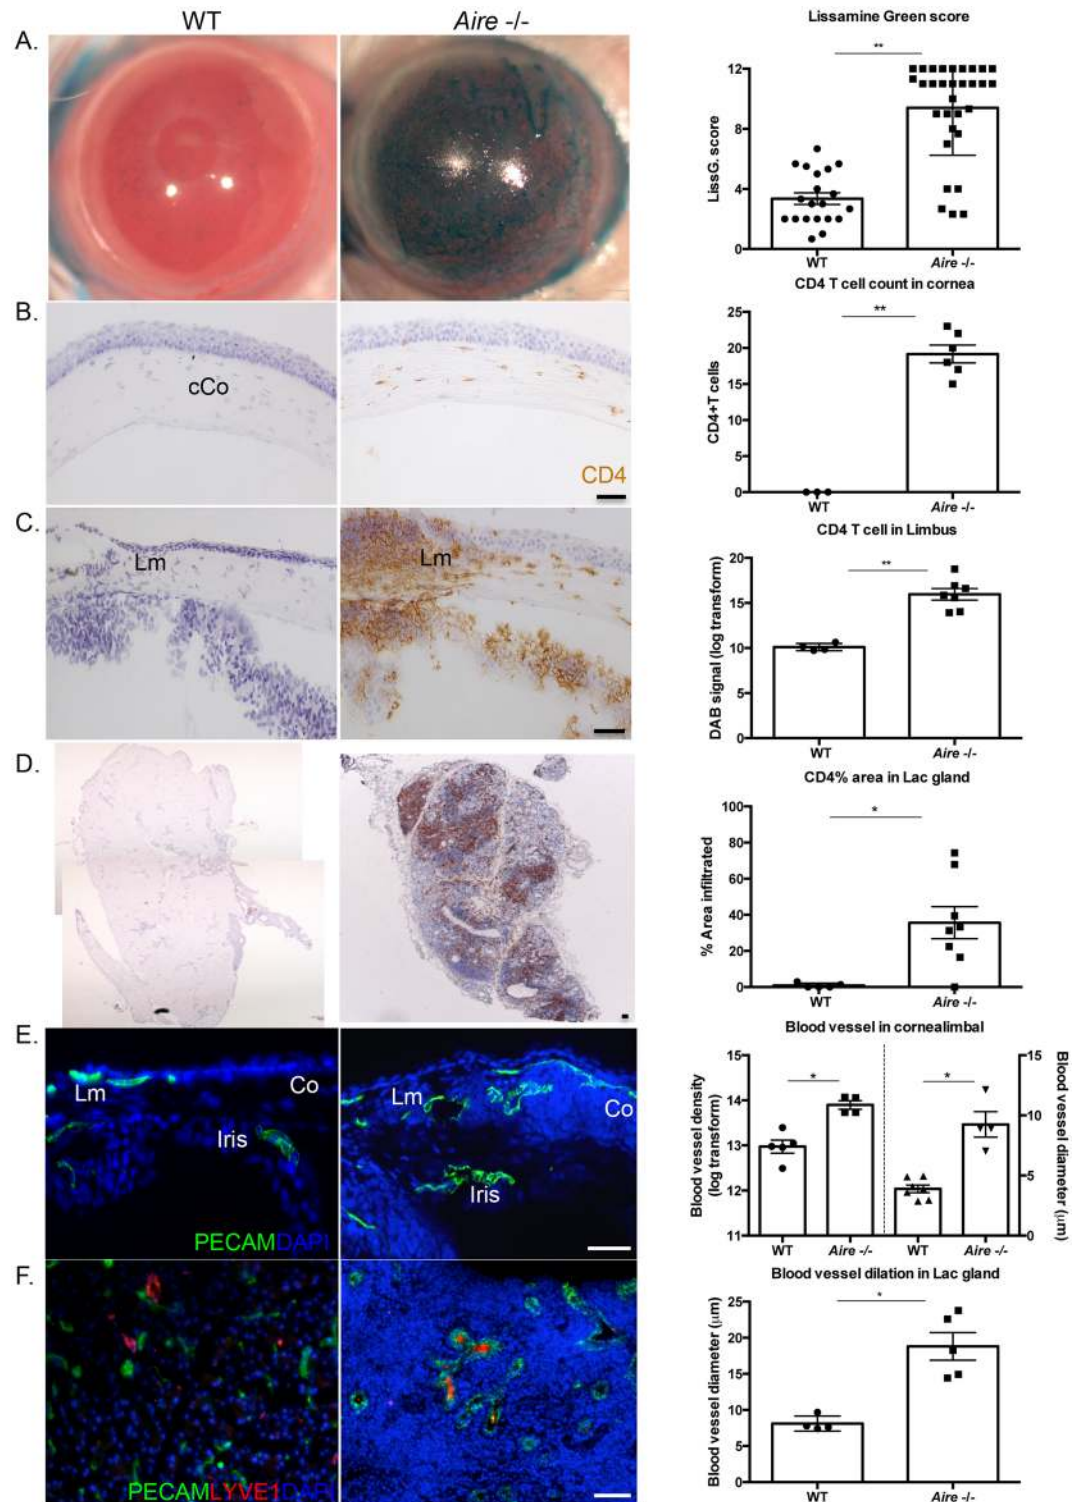 WT
Aire -/-
A.
Lissamine Green score
**
12
8
4
0
LissG. score
WT
Aire -/-
B.
cCo
CD4
CD4 T cell count in cornea
**
25
20
15
10
5
0
CD4+T cells
WT
Aire -/-
C.
Lm
Lm
CD4 T cell in Limbus
**
20
15
10
5
0
DAB signal (log transform)
WT
Aire -/-
D.
CD4% area in Lac gland
*
100
80
60
40
20
0
% Area infiltrated
WT
Aire -/-
E.
Lm
Co
Iris
PECAMDAPI
Lm
Co
Iris
Blood vessel in cornealimbal
*
*
15
14
13
12
11
Blood vessel density
(log transform)
15
10
5
0
Blood vessel
diameter (μm)
WT
Aire -/-
WT
Aire -/-
F.
PECAMLYVE1DAPI
Blood vessel dilation in Lac gland
*
25
20
15
10
5
0
Blood vessel diameter (μm)
WT
Aire -/-